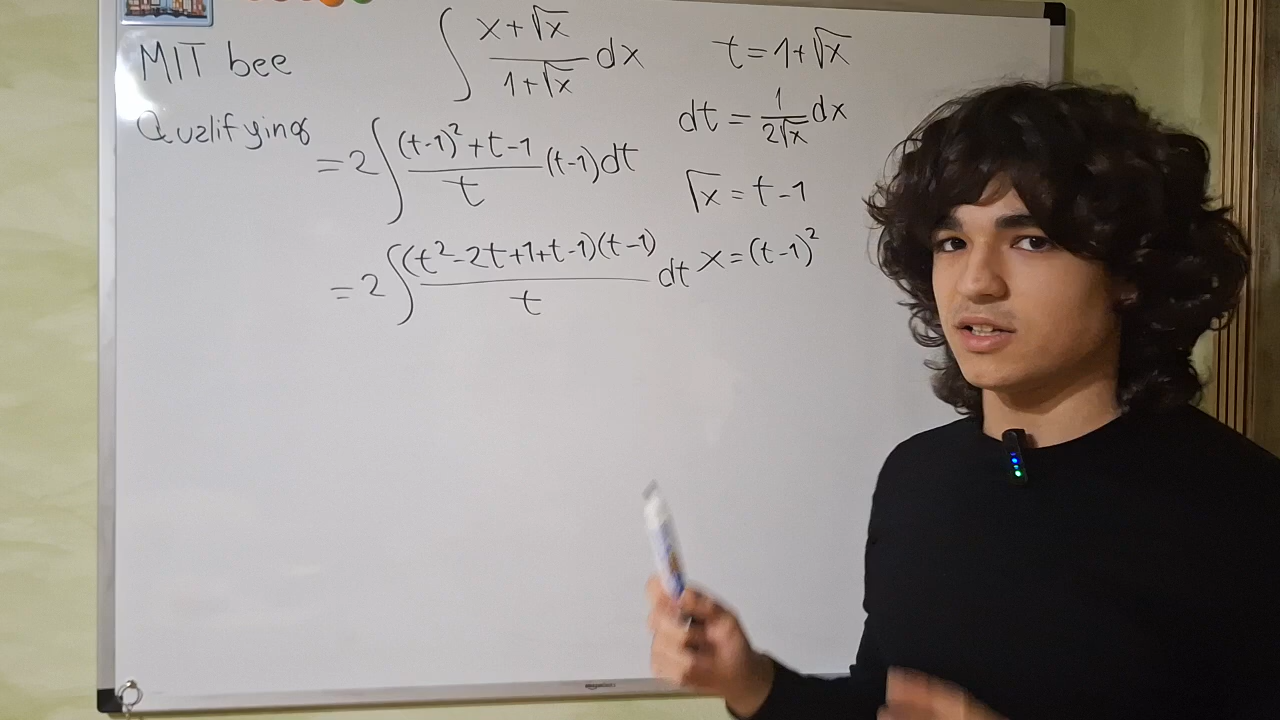 MIT bee
Quzlifying
∫ (x+√x)/(1+√x) dx
= 2∫ ((t-1)²+t-1)/t (t-1)dt
= 2∫ ((t²-2t+1+t-1)(t-1))/t dt
t = 1+√x
dt = 1/(2√x) dx
√x = t-1
x = (t-1)²